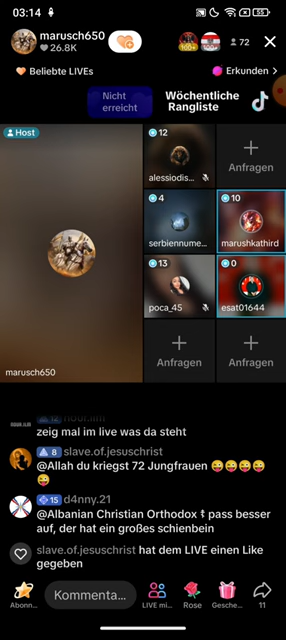 03:14
55
marusch650
26.8K
100+
100+
72
Beliebte LIVEs
Erkunden >
Nicht erreicht
Wöchentliche Rangliste
Host
12
alessiodis...
Anfragen
4
serbiennume...
10
marushkathird
13
poca_45
0
esat01644
Anfragen
Anfragen
marusch650
zeig mal im live was da steht
8 slave.of.jesuschrist
@Allah du kriegst 72 Jungfrauen 😜😜😜😜
😜
15 d4nny.21
@Albanian Christian Orthodox ☦ pass besser
auf, der hat ein großes schienbein
slave.of.jesuschrist hat dem LIVE einen Like
gegeben
Abonn...
Kommenta...
LIVE mi...
Rose
Gesche...
11